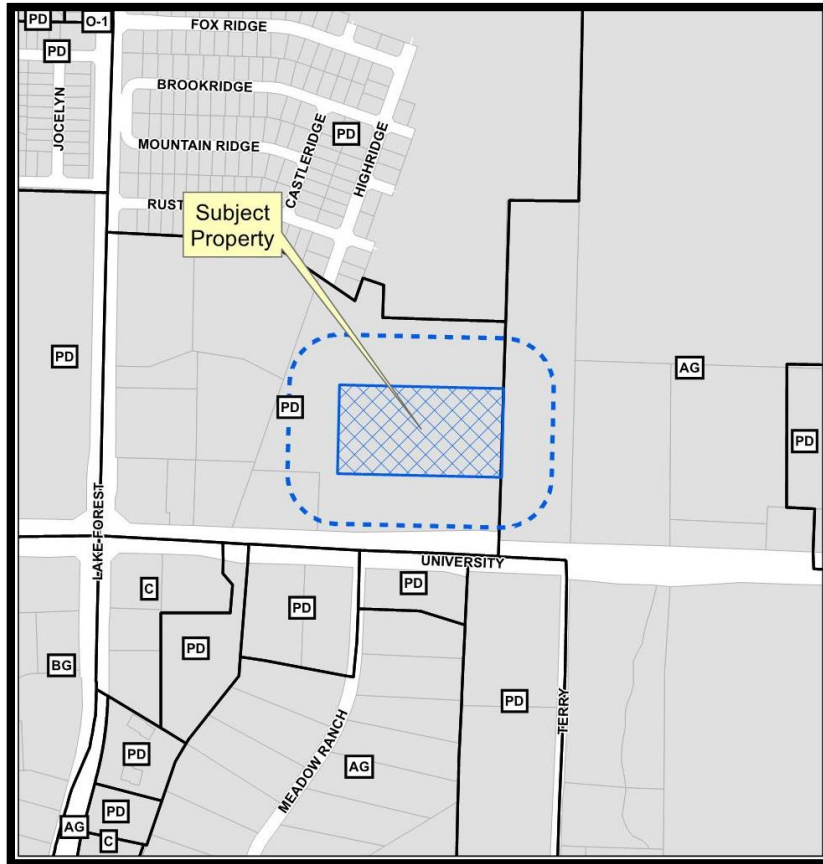 PD
O-1
PD
FOX RIDGE
JOCELYN
BROOKRIDGE
PD
MOUNTAIN RIDGE
CASTLERIDGE
HIGHRIDGE
RUST
Subject
Property
PD
AG
PD
PD
LAKE FOREST
UNIVERSITY
C
PD
PD
PD
BG
PD
TERRY
PD
MEADOW RANCH
AG
PD
AG
C